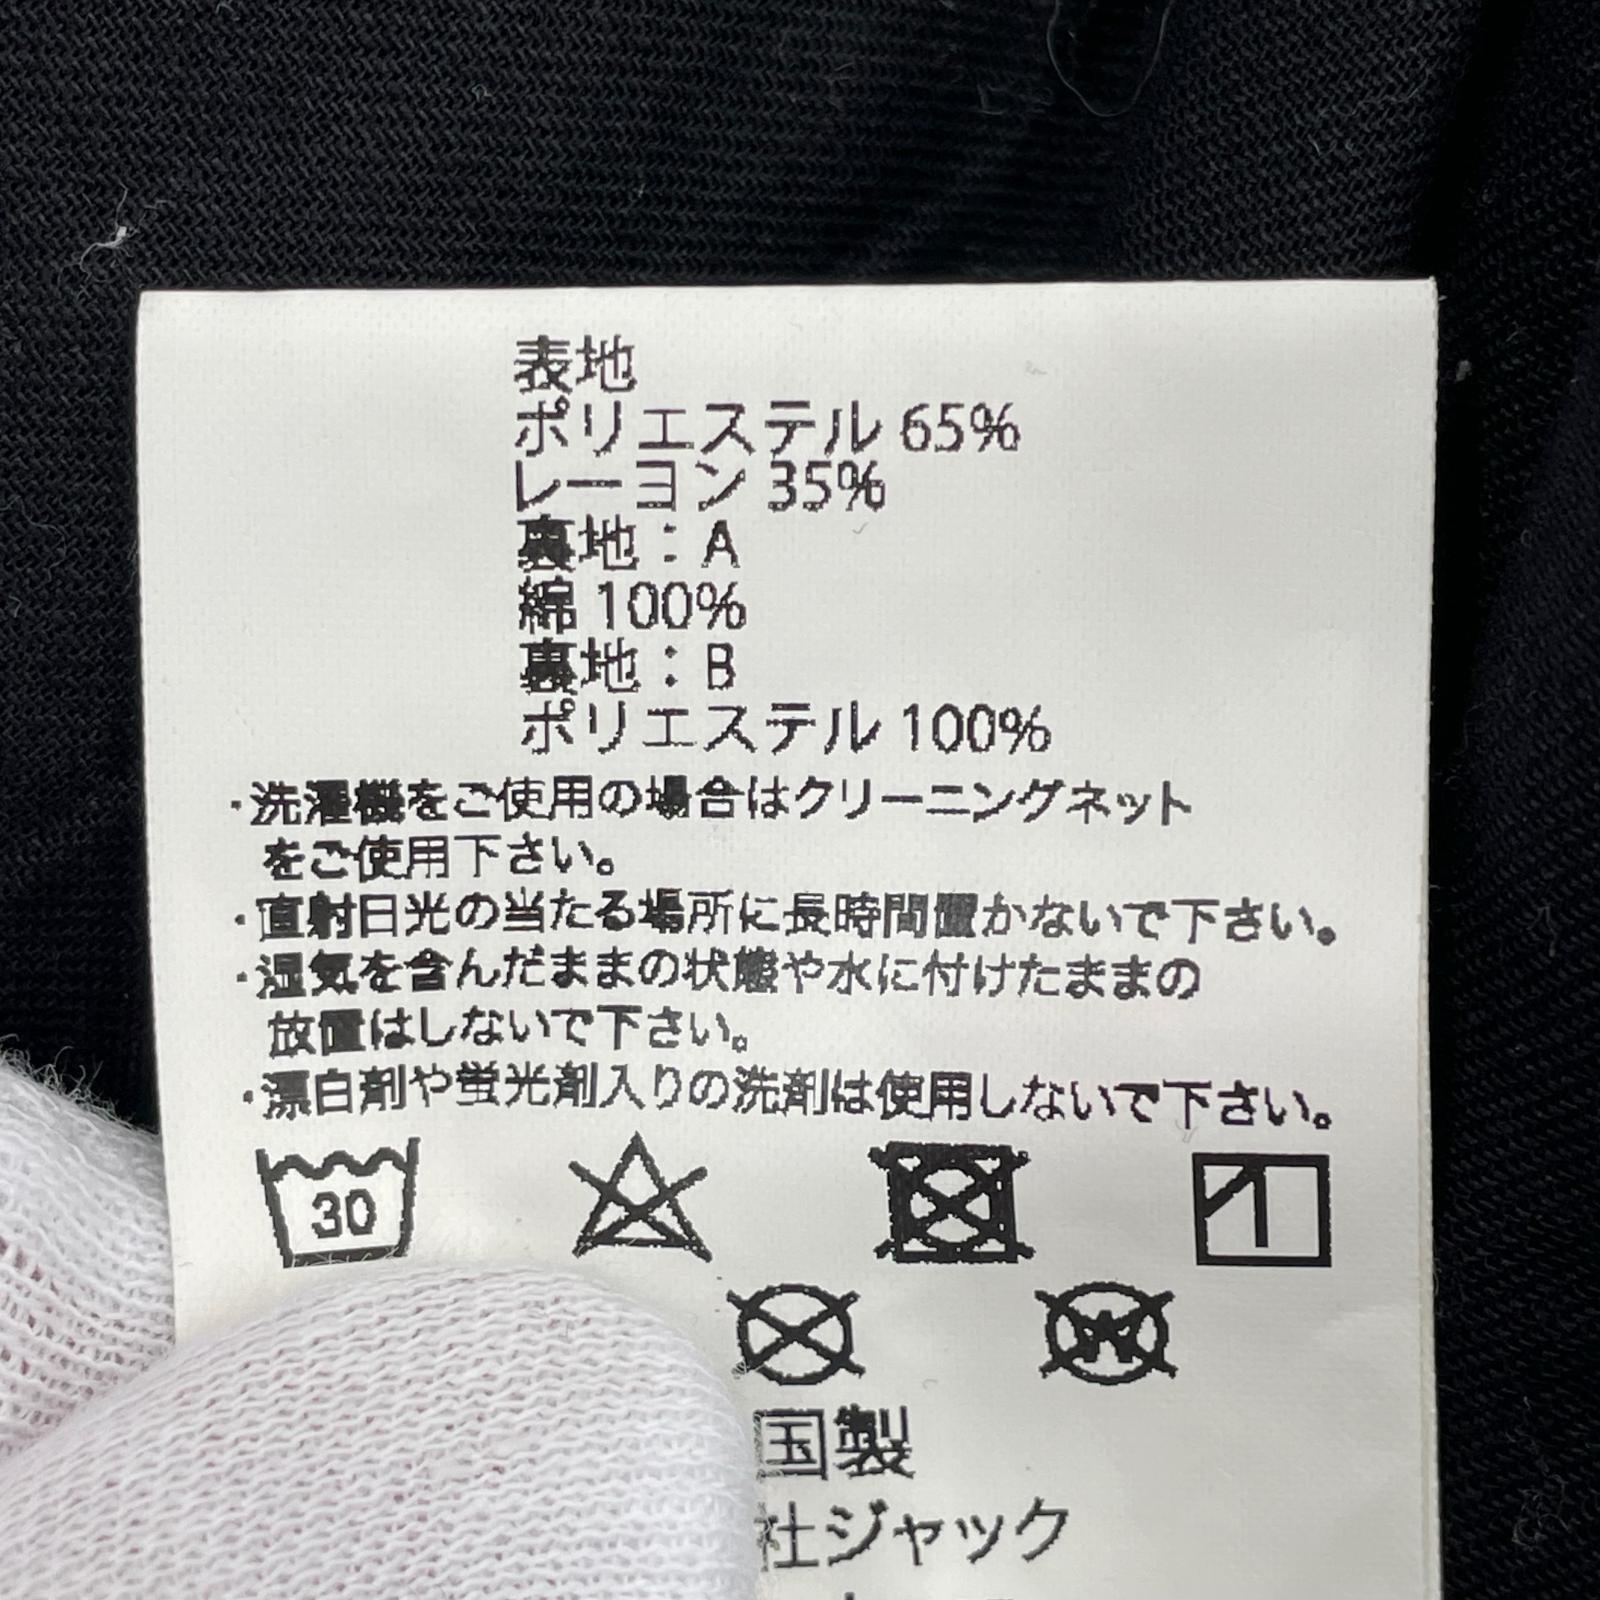 表地
ポリエステル 65%
レーヨン 35%
裏地：A
綿 100%
裏地：B
ポリエステル 100%
・洗濯機をご使用の場合はクリーニングネット
をご使用下さい。
・直射日光の当たる場所に長時間置かないで下さい。
・湿気を含んだままの状態や水に付けたままの
放置はしないで下さい。
・漂白剤や蛍光剤入りの洗剤は使用しないで下さい。
30
W
国製
社ジャック